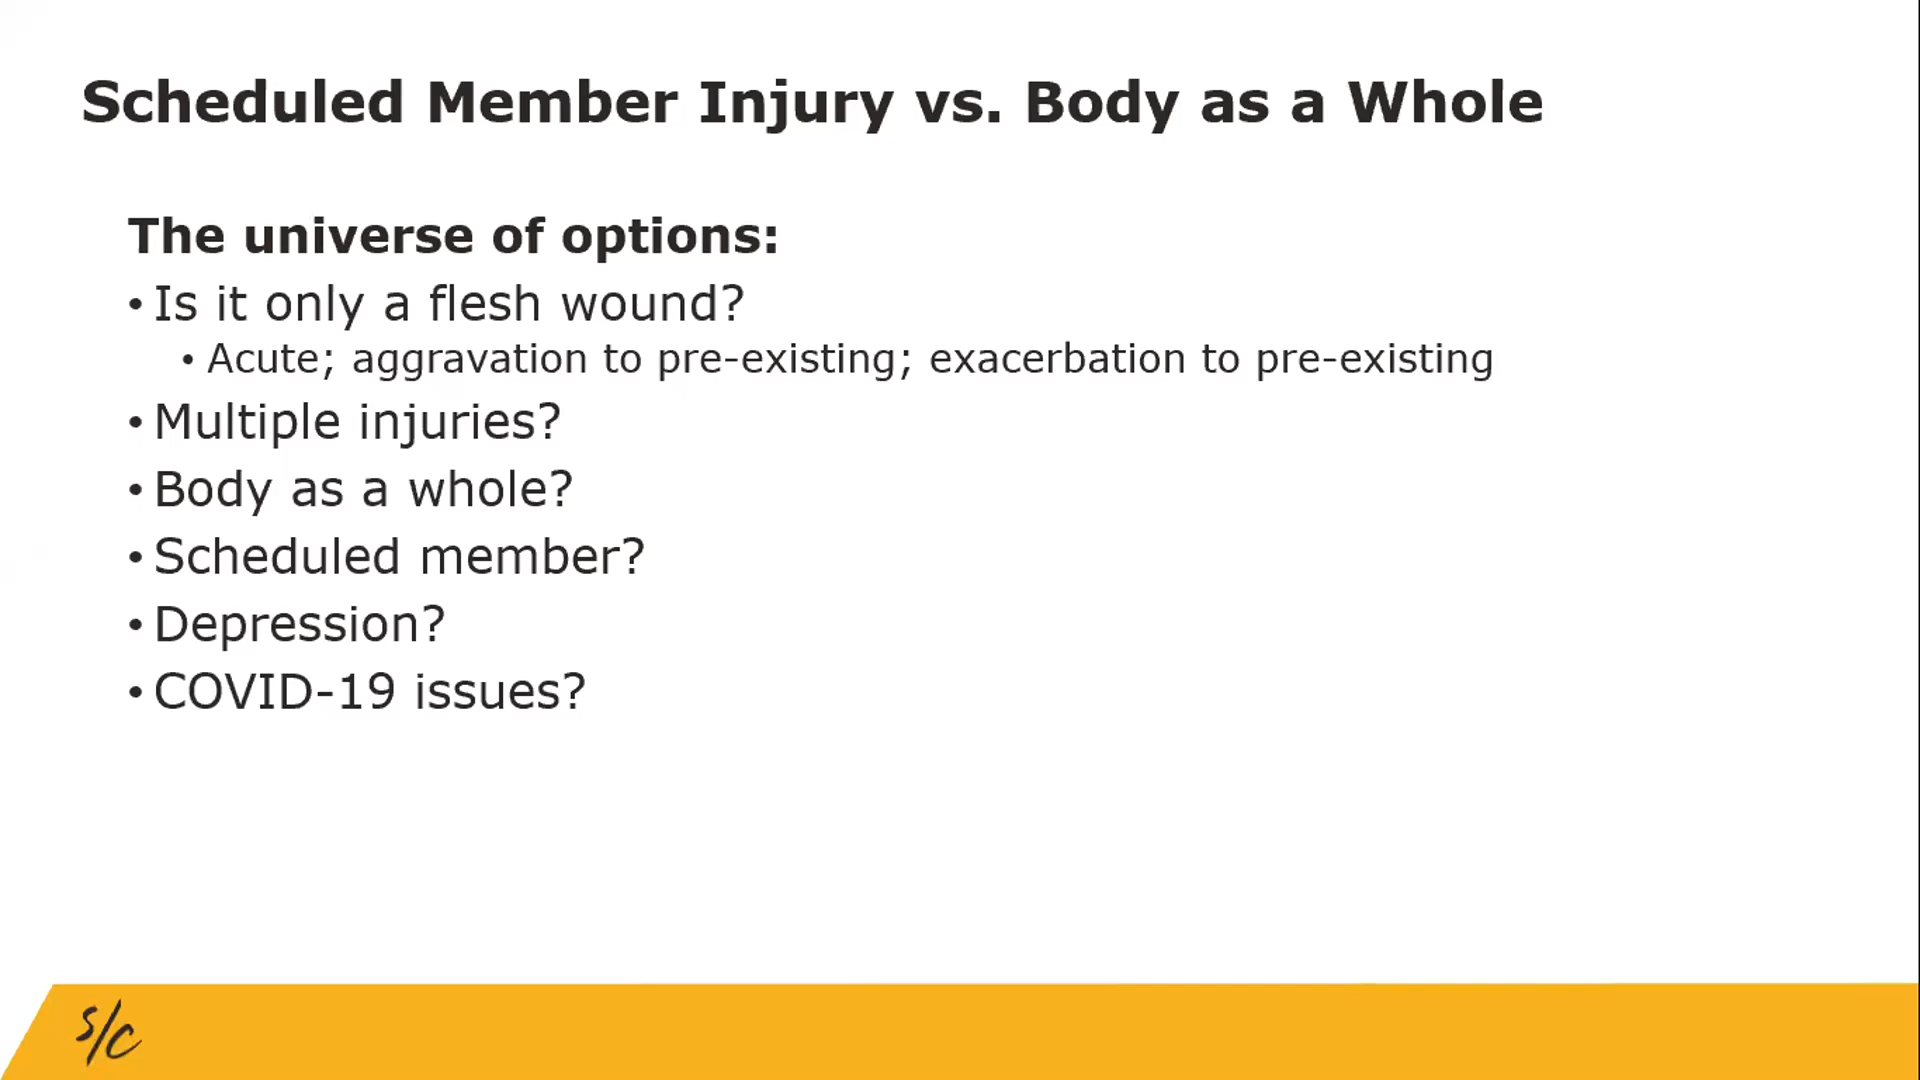 Scheduled Member Injury vs. Body as a Whole
The universe of options:
• Is it only a flesh wound?
• Acute; aggravation to pre-existing; exacerbation to pre-existing
• Multiple injuries?
• Body as a whole?
• Scheduled member?
• Depression?
• COVID-19 issues?
S/C